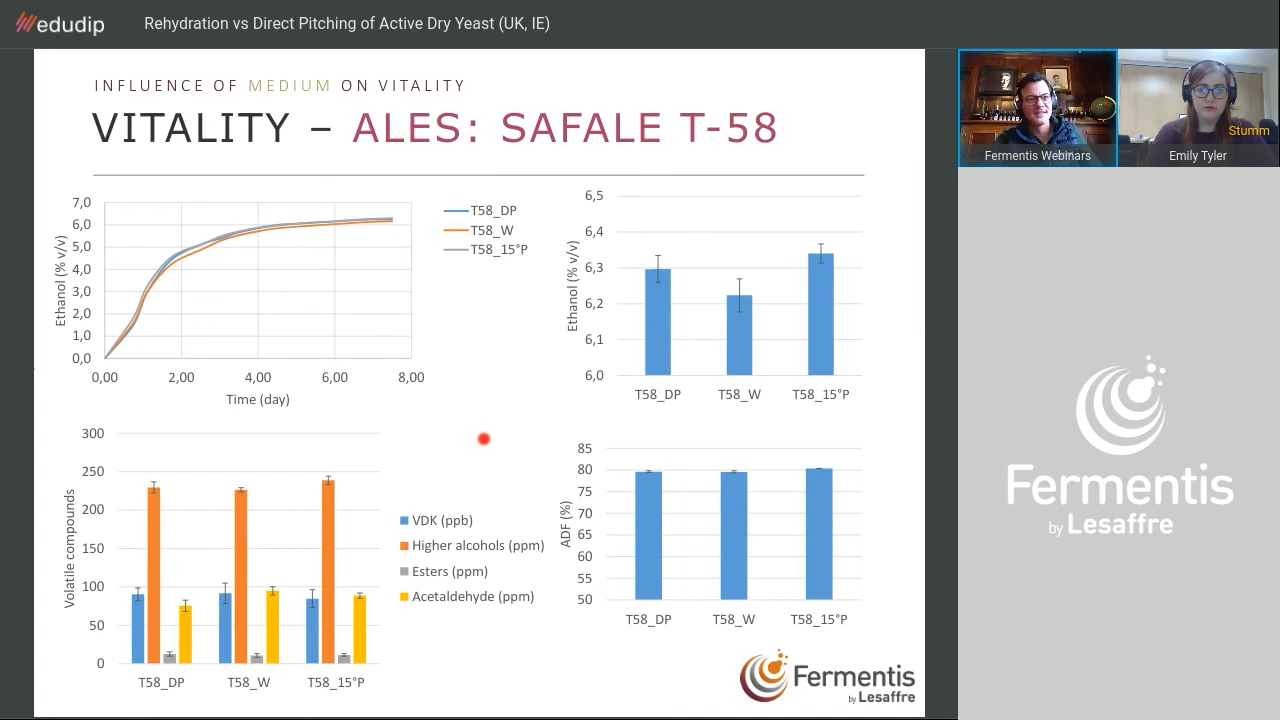 edudip
Rehydration vs Direct Pitching of Active Dry Yeast (UK, IE)
INFLUENCE OF MEDIUM ON VITALITY
VITALITY – ALES: SAFALE T-58
7,0
6,0
5,0
4,0
3,0
2,0
1,0
0,0
Ethanol (% v/v)
0,00 2,00 4,00 6,00 8,00
Time (day)
T58_DP
T58_W
T58_15°P
6,5
6,4
6,3
6,2
6,1
6,0
Ethanol (% v/v)
T58_DP T58_W T58_15°P
300
250
200
150
100
50
0
Volatile compounds
T58_DP T58_W T58_15°P
VDK (ppb)
Higher alcohols (ppm)
Esters (ppm)
Acetaldehyde (ppm)
85
80
75
70
65
60
55
50
ADF (%)
T58_DP T58_W T58_15°P
Fermentis
by Lesaffre
Stumm
Fermentis Webinars
Emily Tyler
Fermentis
by Lesaffre